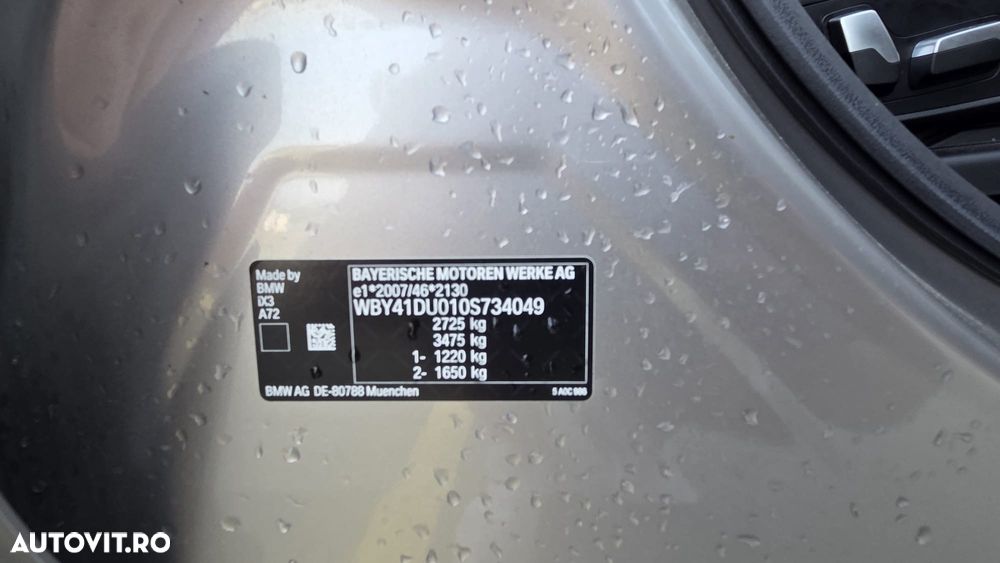 Made by
BMW
iX3
A72
BAYERISCHE MOTOREN WERKE AG
e1*2007/46*2130
WBY41DU010S734049
2725 kg
3475 kg
1- 1220 kg
2- 1650 kg
BMW AG DE-80788 Muenchen
AUTOVIT.RO